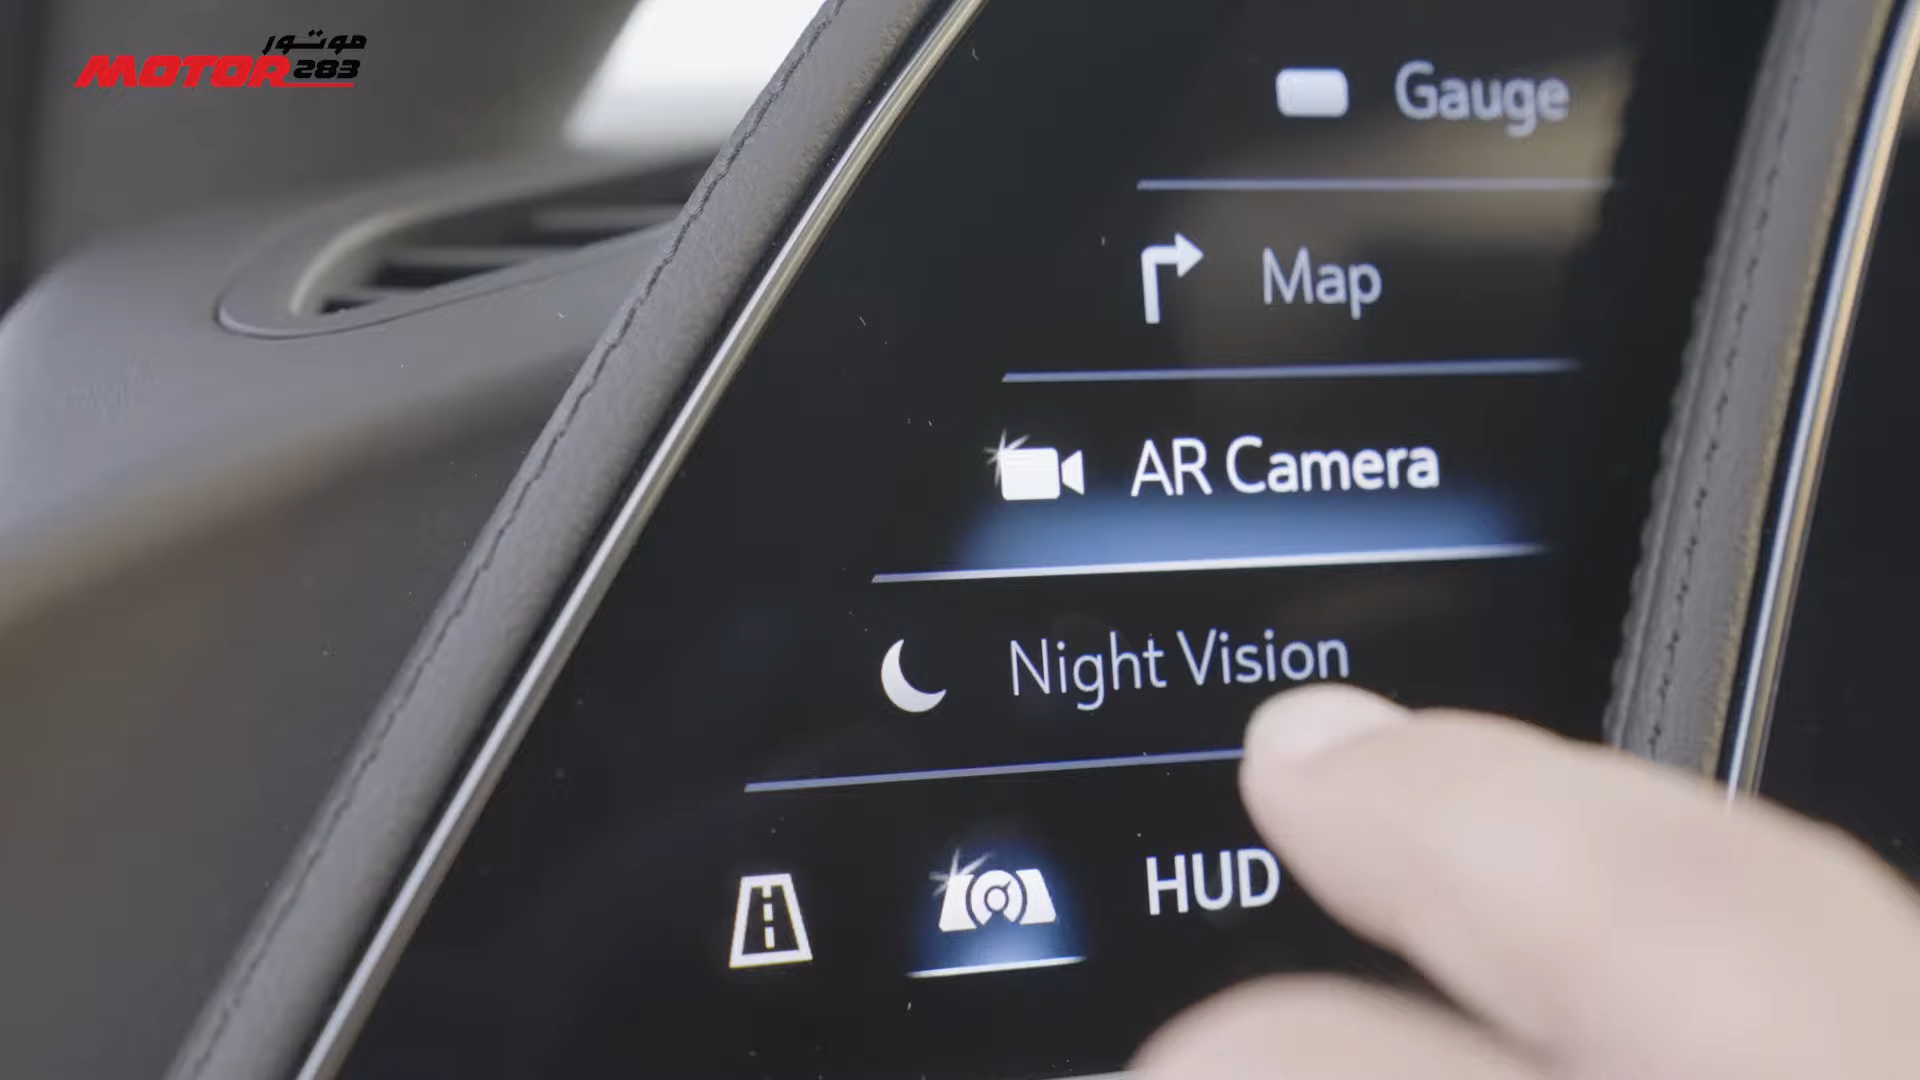 موتور
MOTOR283
Gauge
Map
AR Camera
Night Vision
HUD